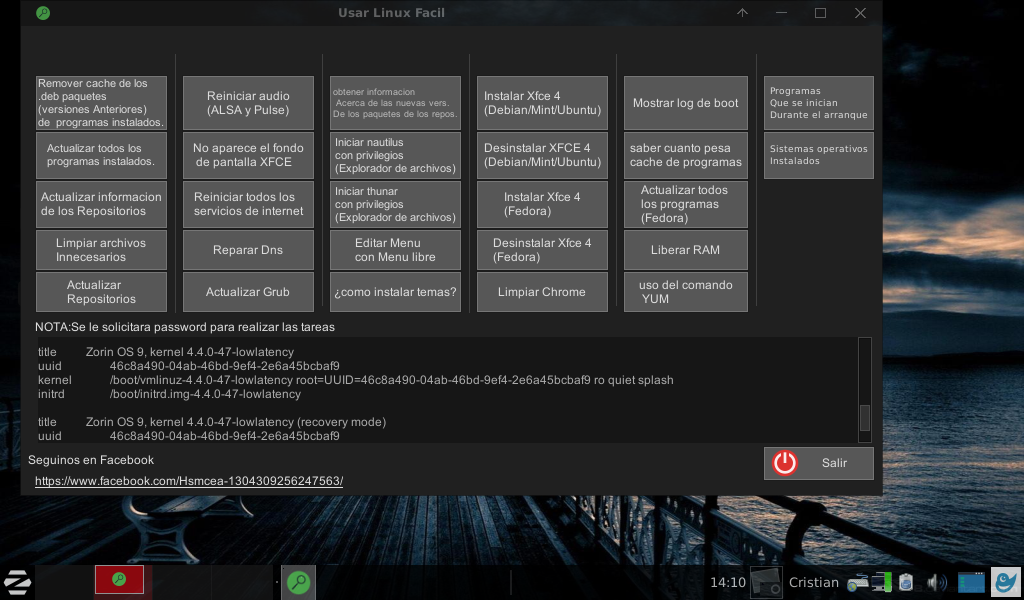 Usar Linux Facil
Remover cache de los
.deb paquetes
(versiones Anteriores)
de programas instalados.
Reiniciar audio
(ALSA y Pulse)
obtener informacion
Acerca de las nuevas vers.
De los paquetes de los repos.
Instalar Xfce 4
(Debian/Mint/Ubuntu)
Mostrar log de boot
Programas
Que se inician
Durante el arranque
Actualizar todos los
programas instalados.
No aparece el fondo
de pantalla XFCE
Iniciar nautilus
con privilegios
(Explorador de archivos)
Desinstalar XFCE 4
(Debian/Mint/Ubuntu)
saber cuanto pesa
cache de programas
Sistemas operativos
Instalados
Actualizar informacion
de los Repositorios
Reiniciar todos los
servicios de internet
Iniciar thunar
con privilegios
(Explorador de archivos)
Instalar Xfce 4
(Fedora)
Actualizar todos
los programas
(Fedora)
Limpiar archivos
Innecesarios
Reparar Dns
Editar Menu
con Menu libre
Desinstalar Xfce 4
(Fedora)
Liberar RAM
Actualizar
Repositorios
Actualizar Grub
¿como instalar temas?
Limpiar Chrome
uso del comando
YUM
NOTA:Se le solicitara password para realizar las tareas
title Zorin OS 9, kernel 4.4.0-47-lowlatency
uuid 46c8a490-04ab-46bd-9ef4-2e6a45bcbaf9
kernel /boot/vmlinuz-4.4.0-47-lowlatency root=UUID=46c8a490-04ab-46bd-9ef4-2e6a45bcbaf9 ro quiet splash
initrd /boot/initrd.img-4.4.0-47-lowlatency
title Zorin OS 9, kernel 4.4.0-47-lowlatency (recovery mode)
uuid 46c8a490-04ab-46bd-9ef4-2e6a45bcbaf9
Seguinos en Facebook
Salir
https://www.facebook.com/Hsmcea-1304309256247563/
14:10
Cristian